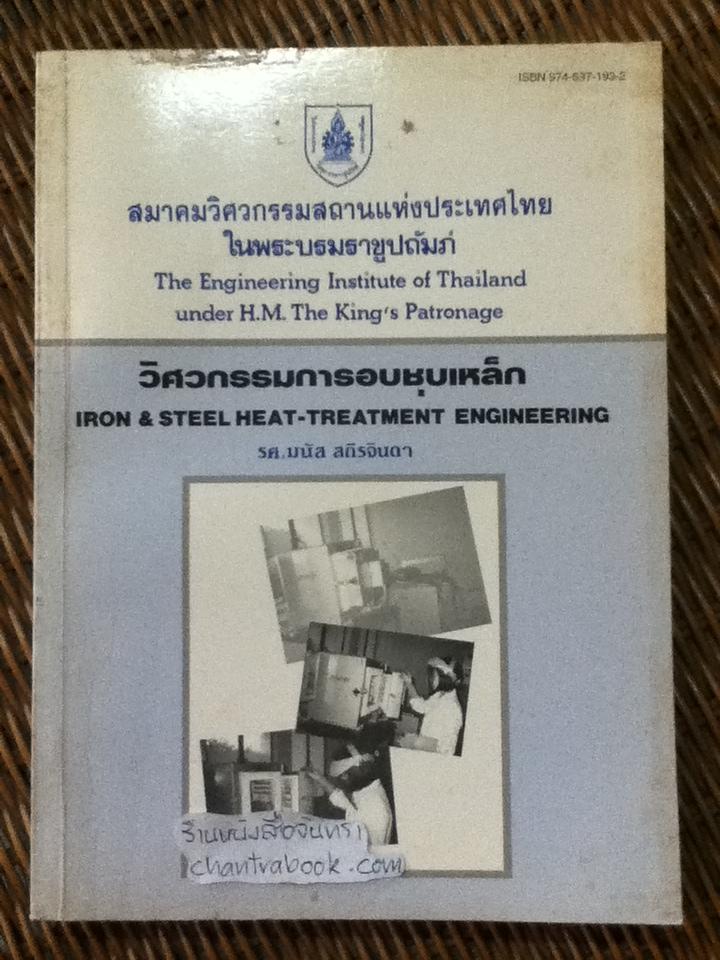 ISBN 974-637-193-2
สมาคมวิศวกรรมสถานแห่งประเทศไทย
ในพระบรมราชูปถัมภ์
The Engineering Institute of Thailand
under H.M. The King's Patronage
วิศวกรรมการอบชุบเหล็ก
IRON & STEEL HEAT-TREATMENT ENGINEERING
รศ.มนัส สถิรจินดา
ร้านหนังสือจันทรา
chantrabook.com